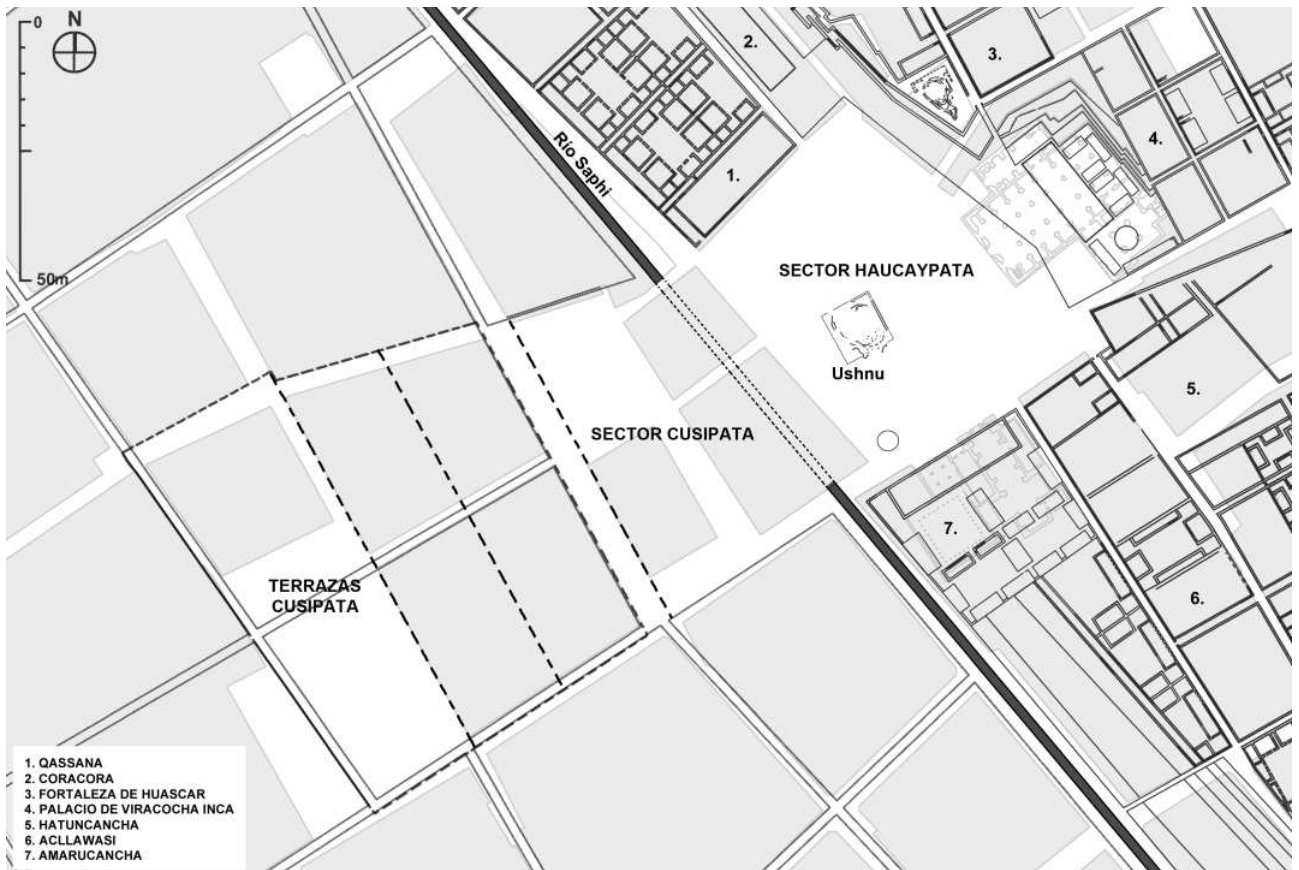 0
N
50m
Río Saphi
1.
2.
3.
4.
SECTOR HAUCAYPATA
Ushnu
5.
SECTOR CUSIPATA
7.
6.
TERRAZAS
CUSIPATA
1. QASSANA
2. CORACORA
3. FORTALEZA DE HUASCAR
4. PALACIO DE VIRACOCHA INCA
5. HATUNCANCHA
6. ACLLAWASI
7. AMARUCANCHA